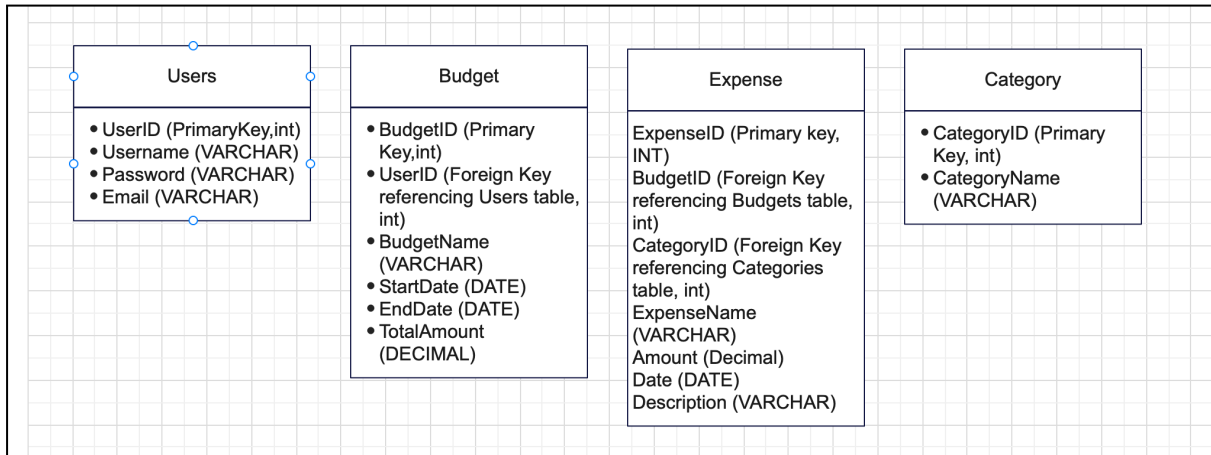 Users
• UserID (PrimaryKey,int)
• Username (VARCHAR)
• Password (VARCHAR)
• Email (VARCHAR)
Budget
• BudgetID (Primary
Key,int)
• UserID (Foreign Key
referencing Users table,
int)
• BudgetName
(VARCHAR)
• StartDate (DATE)
• EndDate (DATE)
• TotalAmount
(DECIMAL)
Expense
ExpenseID (Primary key,
INT)
BudgetID (Foreign Key
referencing Budgets table,
int)
CategoryID (Foreign Key
referencing Categories
table, int)
ExpenseName
(VARCHAR)
Amount (Decimal)
Date (DATE)
Description (VARCHAR)
Category
• CategoryID (Primary
Key, int)
• CategoryName
(VARCHAR)